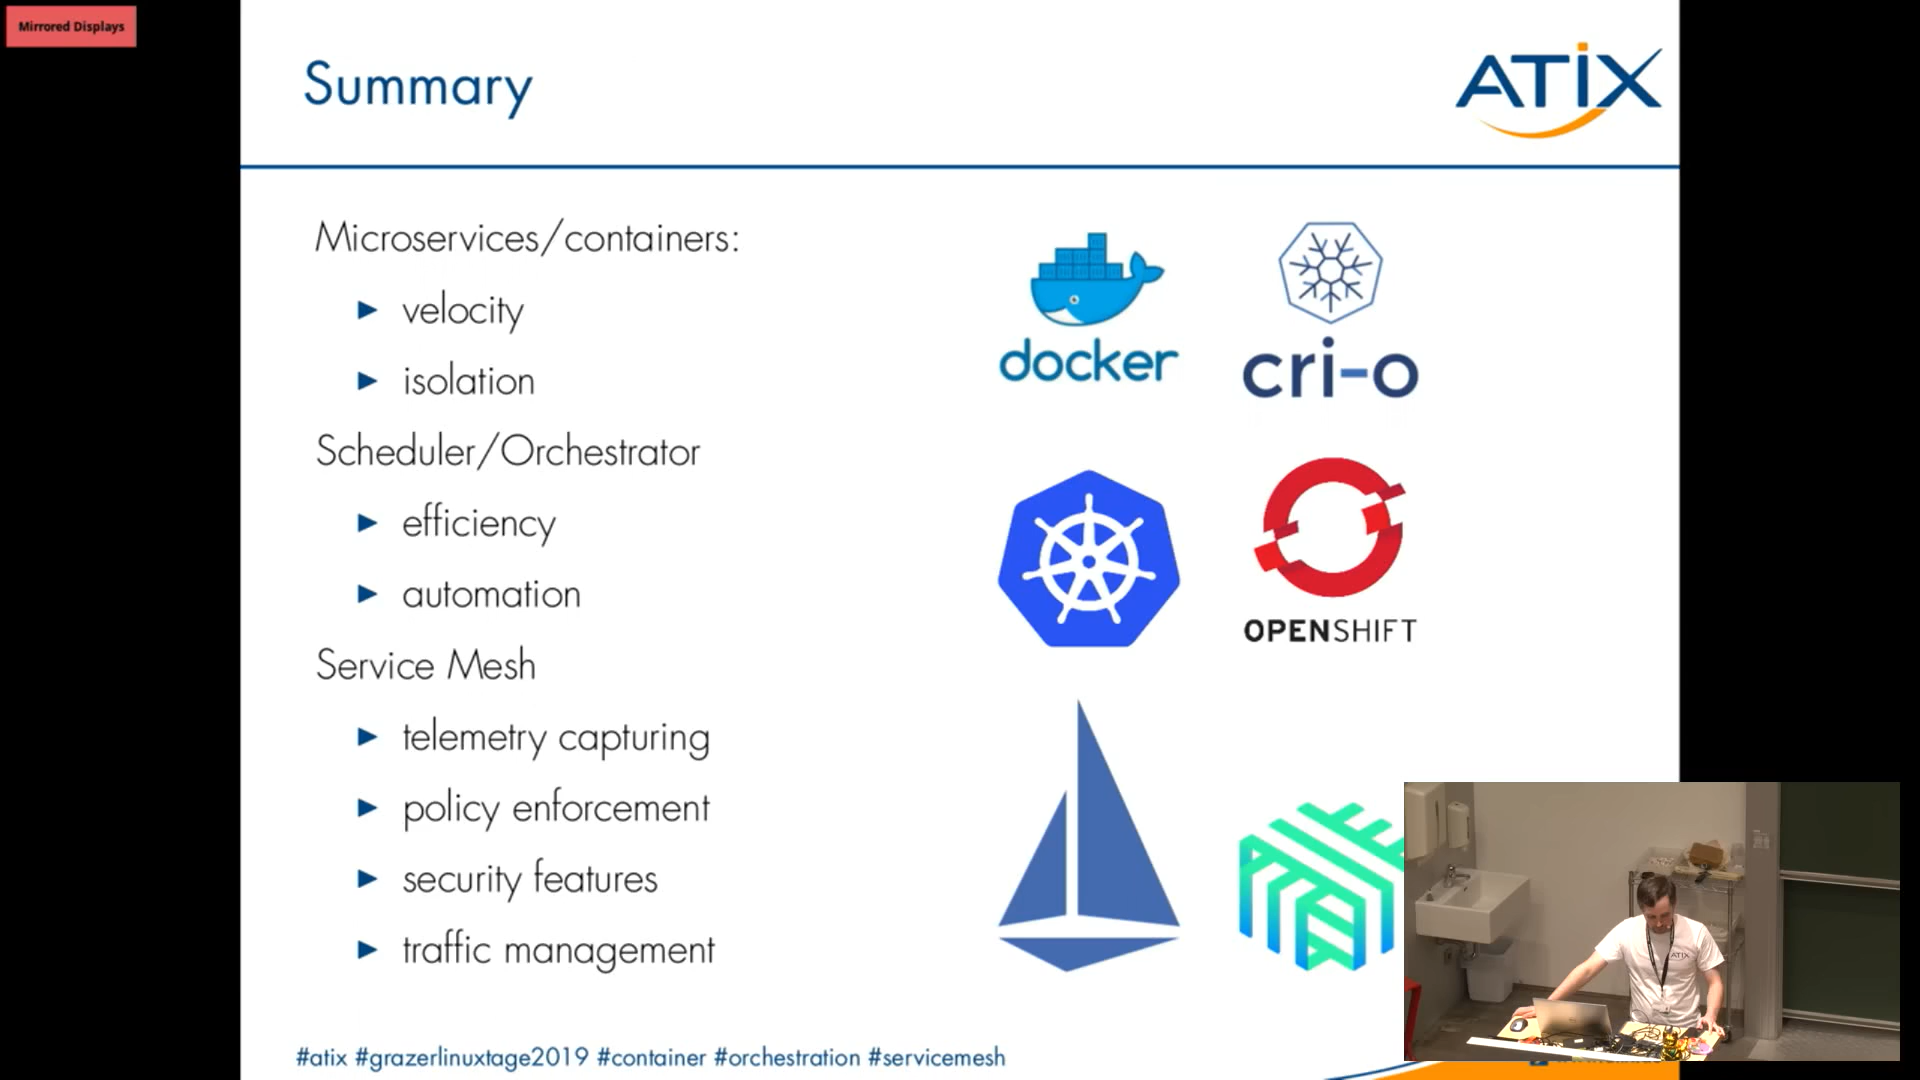 Mirrored Displays
Summary
ATIX
Microservices/containers:
velocity
isolation
Scheduler/Orchestrator
efficiency
automation
Service Mesh
telemetry capturing
policy enforcement
security features
traffic management
docker
cri-o
OPENSHIFT
ATIX
#atix #grazerlinuxtage2019 #container #orchestration #servicemesh